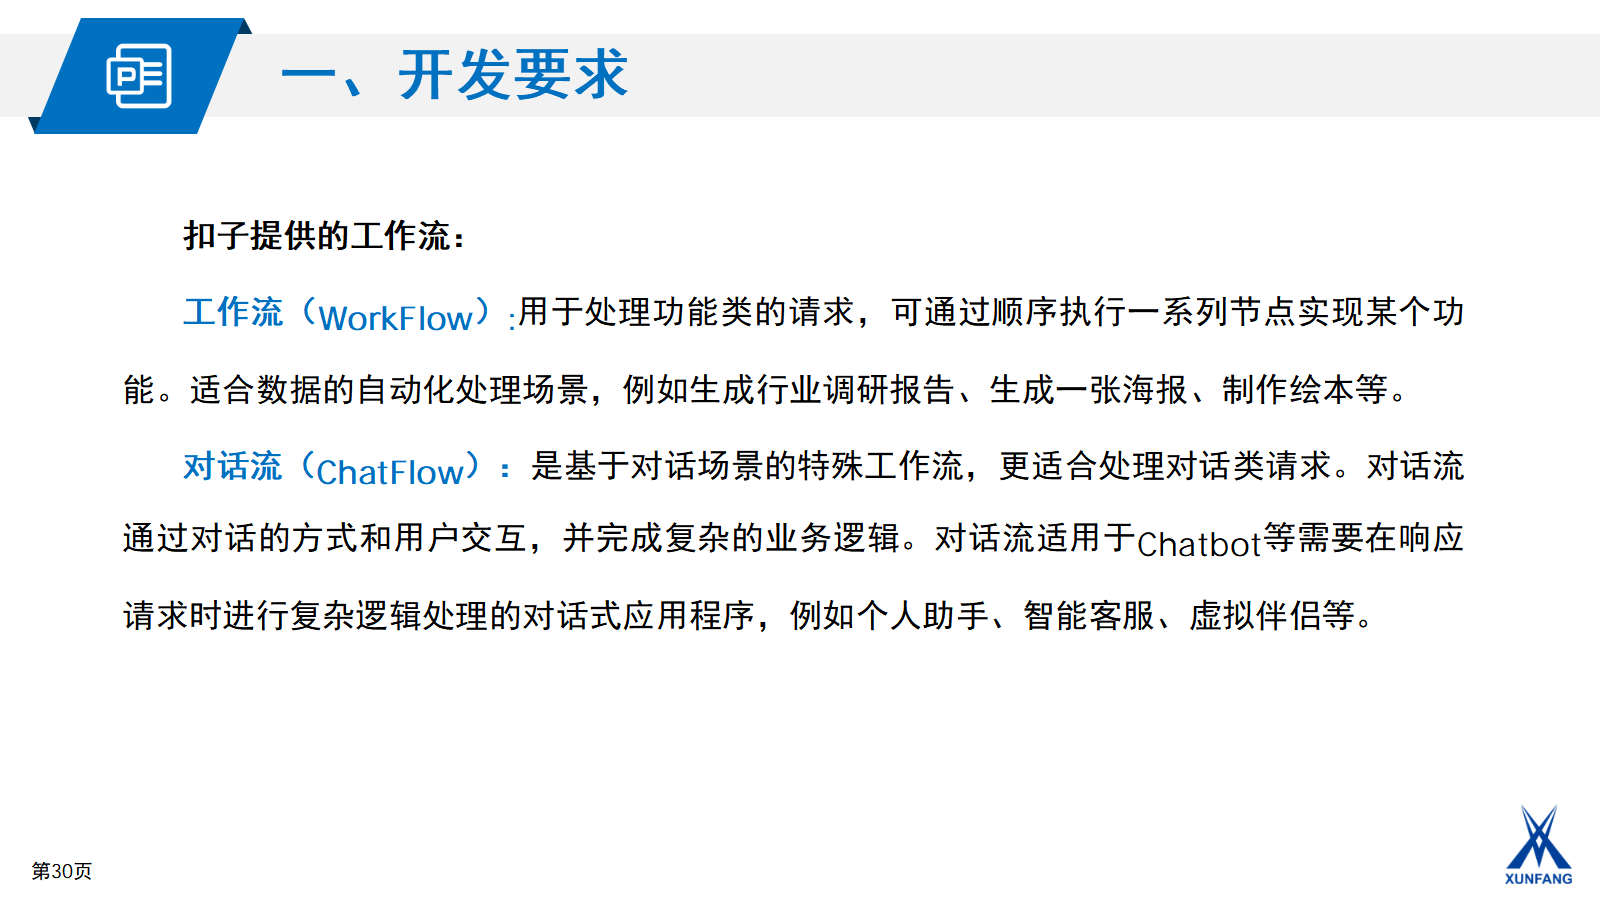 一、开发要求
扣子提供的工作流：
工作流（WorkFlow）:用于处理功能类的请求，可通过顺序执行一系列节点实现某个功
能。适合数据的自动化处理场景，例如生成行业调研报告、生成一张海报、制作绘本等。
对话流（ChatFlow）：是基于对话场景的特殊工作流，更适合处理对话类请求。对话流
通过对话的方式和用户交互，并完成复杂的业务逻辑。对话流适用于Chatbot等需要在响应
请求时进行复杂逻辑处理的对话式应用程序，例如个人助手、智能客服、虚拟伴侣等。
第30页
XUNFANG